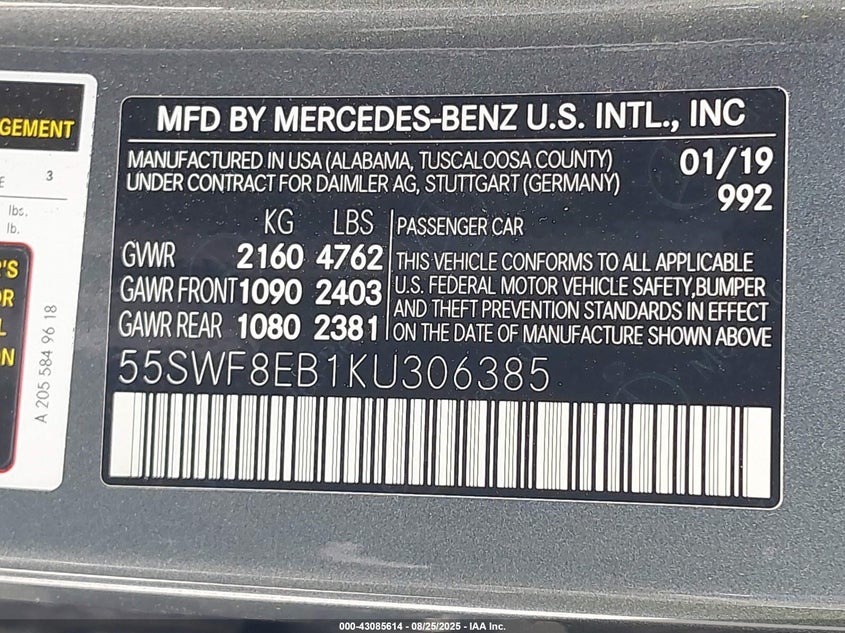 GEMENT
E 3
lbs.
lb.
'S
OR
L
ON
A 205 584 96 18
MFD BY MERCEDES-BENZ U.S. INTL., INC
MANUFACTURED IN USA (ALABAMA, TUSCALOOSA COUNTY) 01/19
UNDER CONTRACT FOR DAIMLER AG, STUTTGART (GERMANY) 992
KG LBS PASSENGER CAR
GVWR 2160 4762 THIS VEHICLE CONFORMS TO ALL APPLICABLE
GAWR FRONT 1090 2403 U.S. FEDERAL MOTOR VEHICLE SAFETY,BUMPER
AND THEFT PREVENTION STANDARDS IN EFFECT
GAWR REAR 1080 2381 ON THE DATE OF MANUFACTURE SHOWN ABOVE
55SWF8EB1KU306385
000-43085614 - 08/25/2025 - IAA Inc.